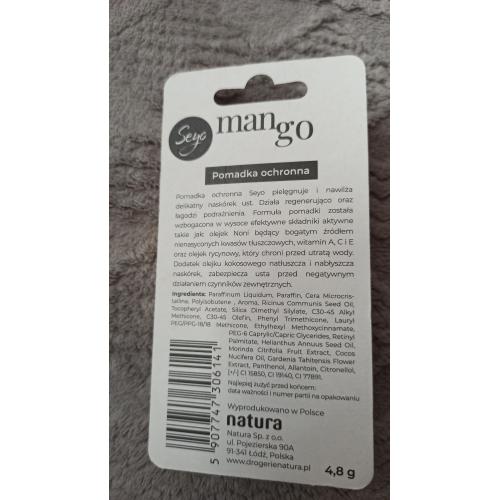 Seyo
mango
Pomadka ochronna
Pomadka ochronna Seyo pielęgnuje i nawilża
delikatny naskórek ust. Działa regenerująco oraz
łagodzi podrażnienia. Formuła pomadki została
wzbogacona w wysoce efektywne składniki aktywne
takie jak: olejek Noni będący bogatym źródłem
nienasyconych kwasów tłuszczowych, witamin A, C i E
oraz olejek rycynowy, który chroni przed utratą wody.
Dodatek olejku kokosowego natłuszcza i nabłyszcza
naskórek, zabezpiecza usta przed negatywnym
działaniem czynników zewnętrznych.
Ingredients: Paraffinum Liquidum, Paraffin, Cera Microcris-
tallina, Polyisobutene, Aroma, Ricinus Communis Seed Oil,
Tocopheryl Acetate, Silica Dimethyl Silylate, C30-45 Alkyl
Methicone, C30-45 Olefin, Phenyl Trimethicone, Lauryl
PEG/PPG-18/18 Methicone, Ethylhexyl Methoxycinnamate,
PEG-6 Caprylic/Capric Glycerides, Retinyl
Palmitate, Helianthus Annuus Seed Oil,
Morinda Citrifolia Fruit Extract, Cocos
Nucifera Oil, Gardenia Tahitensis Flower
Extract, Panthenol, Allantoin, Citronellol,
[+/-] CI 15850, CI 19140, CI 77891.
Najlepiej zużyć przed końcem:
data ważności i numer partii na opakowaniu
Wyprodukowano w Polsce
natura
Natura Sp. z o.o.
ul. Pojezierska 90A
91-341 Łódź, Polska
www.drogerienatura.pl
4,8 g
5 907747 306141